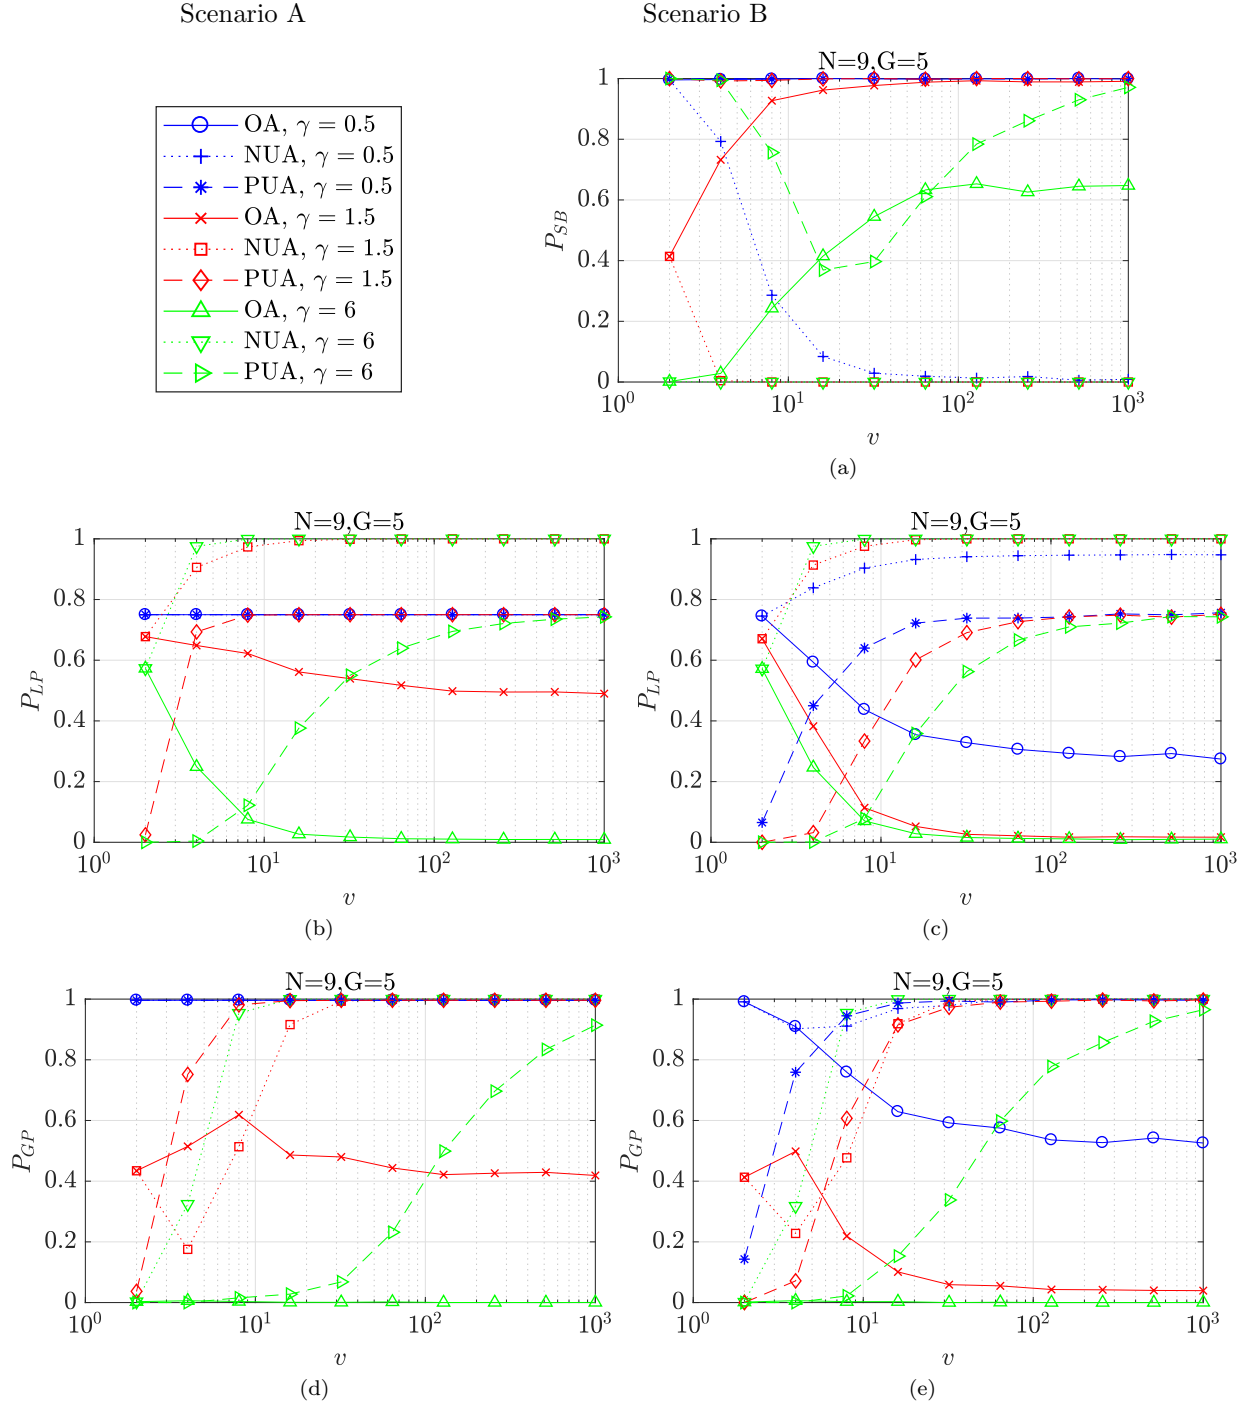 Scenario A
Scenario B
OA, γ = 0.5
NUA, γ = 0.5
PUA, γ = 0.5
OA, γ = 1.5
NUA, γ = 1.5
PUA, γ = 1.5
OA, γ = 6
NUA, γ = 6
PUA, γ = 6
N=9,G=5
1
0.8
0.6
0.4
0.2
0
P_SB
10^0
10^1
10^2
10^3
v
(a)
N=9,G=5
1
0.8
0.6
0.4
0.2
0
P_LP
10^0
10^1
10^2
10^3
v
(b)
N=9,G=5
1
0.8
0.6
0.4
0.2
0
P_LP
10^0
10^1
10^2
10^3
v
(c)
N=9,G=5
1
0.8
0.6
0.4
0.2
0
P_GP
10^0
10^1
10^2
10^3
v
(d)
N=9,G=5
1
0.8
0.6
0.4
0.2
0
P_GP
10^0
10^1
10^2
10^3
v
(e)